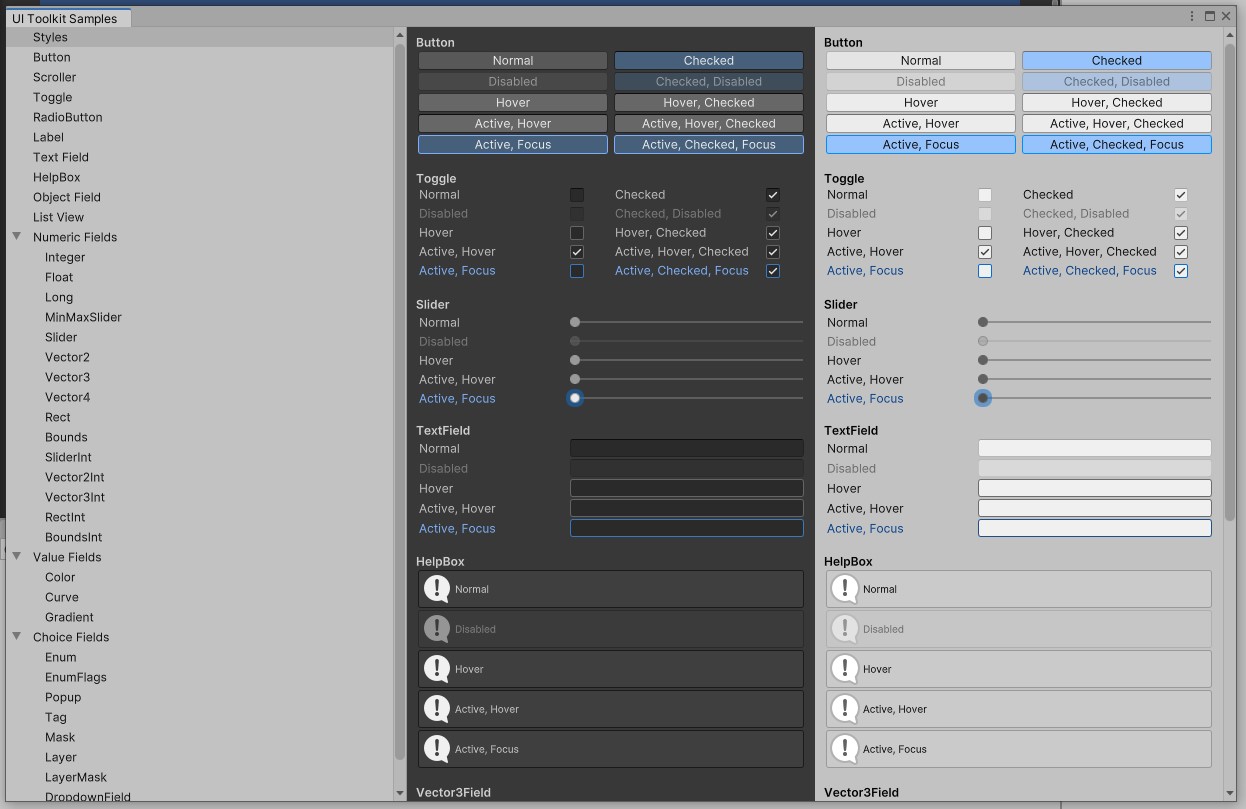 UI Toolkit Samples
Styles
Button
Scroller
Toggle
RadioButton
Label
Text Field
HelpBox
Object Field
List View
Numeric Fields
Integer
Float
Long
MinMaxSlider
Slider
Vector2
Vector3
Vector4
Rect
Bounds
SliderInt
Vector2Int
Vector3Int
RectInt
BoundsInt
Value Fields
Color
Curve
Gradient
Choice Fields
Enum
EnumFlags
Popup
Tag
Mask
Layer
LayerMask
DropdownField
Button
Normal Checked
Disabled Checked, Disabled
Hover Hover, Checked
Active, Hover Active, Hover, Checked
Active, Focus Active, Checked, Focus
Toggle
Normal Checked
Disabled Checked, Disabled
Hover Hover, Checked
Active, Hover Active, Hover, Checked
Active, Focus Active, Checked, Focus
Slider
Normal
Disabled
Hover
Active, Hover
Active, Focus
TextField
Normal
Disabled
Hover
Active, Hover
Active, Focus
HelpBox
Normal
Disabled
Hover
Active, Hover
Active, Focus
Vector3Field
Button
Normal Checked
Disabled Checked, Disabled
Hover Hover, Checked
Active, Hover Active, Hover, Checked
Active, Focus Active, Checked, Focus
Toggle
Normal Checked
Disabled Checked, Disabled
Hover Hover, Checked
Active, Hover Active, Hover, Checked
Active, Focus Active, Checked, Focus
Slider
Normal
Disabled
Hover
Active, Hover
Active, Focus
TextField
Normal
Disabled
Hover
Active, Hover
Active, Focus
HelpBox
Normal
Disabled
Hover
Active, Hover
Active, Focus
Vector3Field